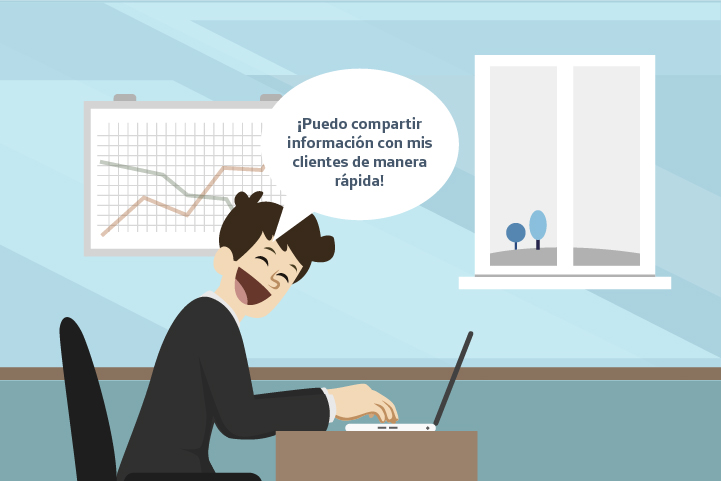 ¡Puedo compartir
información con mis
clientes de manera
rápida!